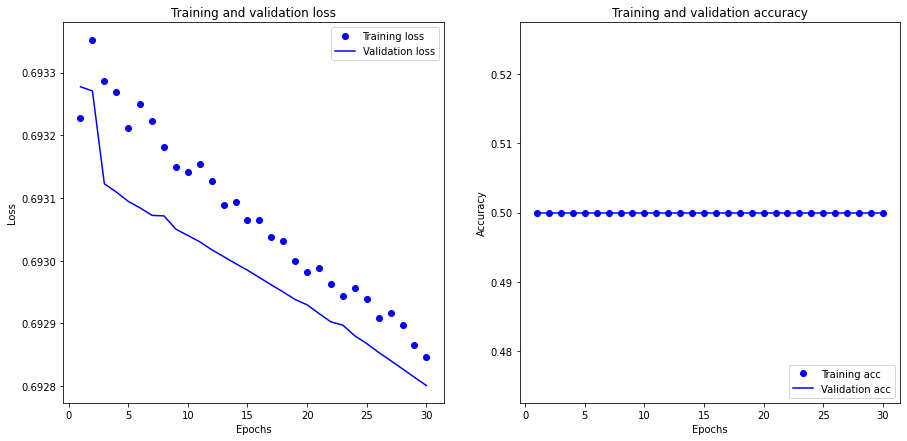 Training and validation loss
Training loss
Validation loss
0.6933
0.6932
0.6931
0.6930
0.6929
0.6928
Loss
0
5
10
15
20
25
30
Epochs
Training and validation accuracy
0.52
0.51
0.50
0.49
0.48
Accuracy
Training acc
Validation acc
0
5
10
15
20
25
30
Epochs